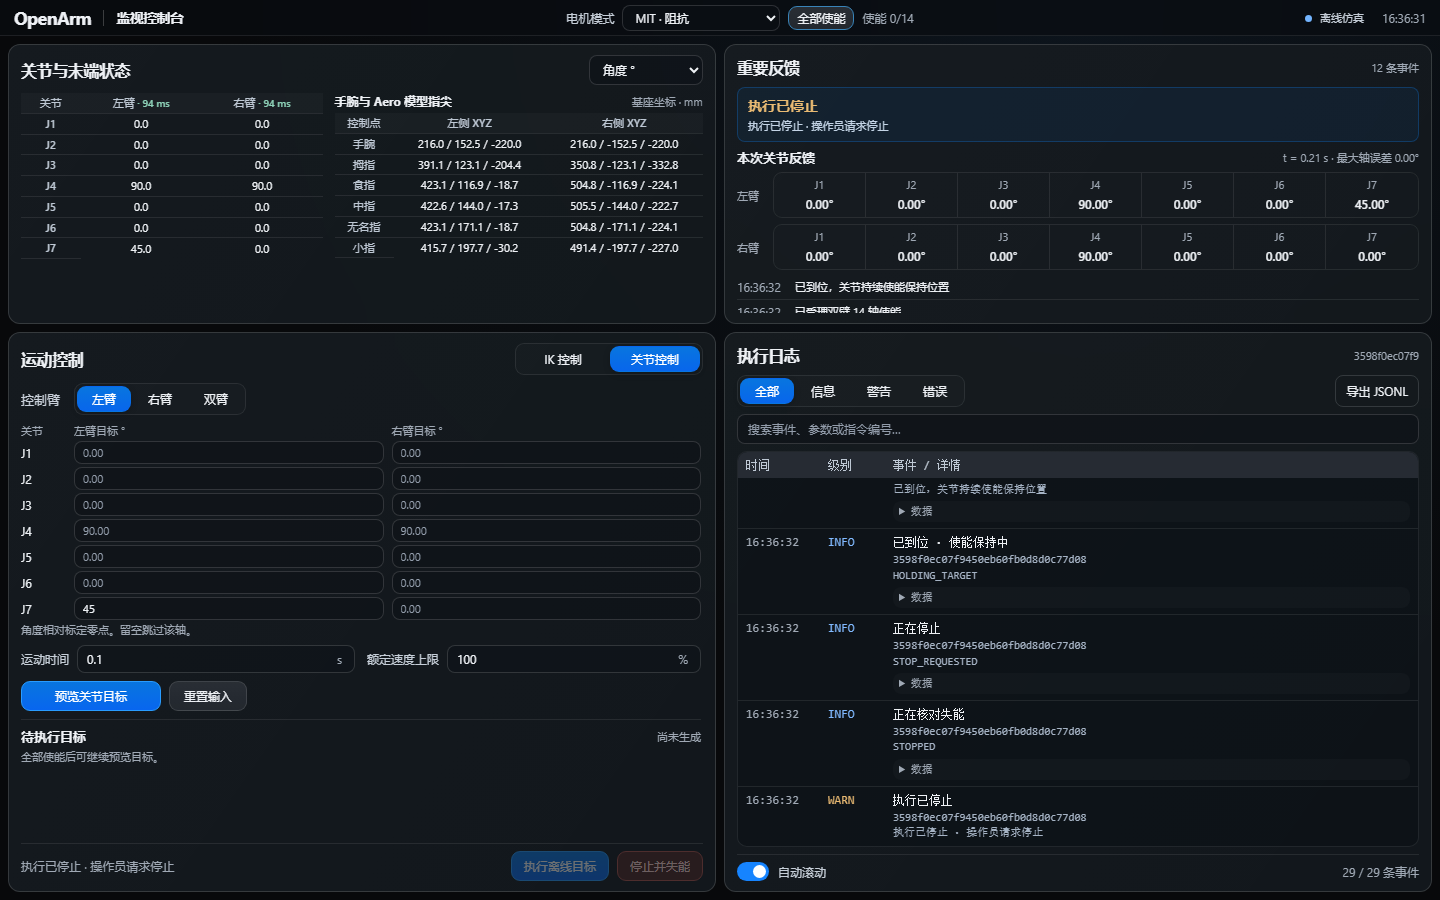 OpenArm 监视控制台
电机模式 MIT · 阻抗 全部使能 使能 0/14
离线仿真 16:36:31
关节与末端状态
角度 °
关节 左臂 · 94 ms 右臂 · 94 ms
J1 0.0 0.0
J2 0.0 0.0
J3 0.0 0.0
J4 90.0 90.0
J5 0.0 0.0
J6 0.0 0.0
J7 45.0 0.0
手腕与 Aero 模型指尖 基座坐标 · mm
控制点 左侧 XYZ 右侧 XYZ
手腕 216.0 / 152.5 / -220.0 216.0 / -152.5 / -220.0
拇指 391.1 / 123.1 / -204.4 350.8 / -123.1 / -332.8
食指 423.1 / 116.9 / -18.7 504.8 / -116.9 / -224.1
中指 422.6 / 144.0 / -17.3 505.5 / -144.0 / -222.7
无名指 423.1 / 171.1 / -18.7 504.8 / -171.1 / -224.1
小指 415.7 / 197.7 / -30.2 491.4 / -197.7 / -227.0
重要反馈 12 条事件
执行已停止
执行已停止 · 操作员请求停止
本次关节反馈 t = 0.21 s · 最大轴误差 0.00°
左臂
J1 J2 J3 J4 J5 J6 J7
0.00° 0.00° 0.00° 90.00° 0.00° 0.00° 45.00°
右臂
J1 J2 J3 J4 J5 J6 J7
0.00° 0.00° 0.00° 90.00° 0.00° 0.00° 0.00°
16:36:32 已到位，关节持续使能保持位置
16:36:32 已受理双臂 14 轴使能
运动控制
IK 控制 关节控制
控制臂 左臂 右臂 双臂
关节 左臂目标 ° 右臂目标 °
J1 0.00 0.00
J2 0.00 0.00
J3 0.00 0.00
J4 90.00 90.00
J5 0.00 0.00
J6 0.00 0.00
J7 45 0.00
角度相对标定零点。留空跳过该轴。
运动时间 0.1 s 额定速度上限 100 %
预览关节目标 重置输入
待执行目标 尚未生成
全部使能后可继续预览目标。
执行已停止 · 操作员请求停止
执行离线目标 停止并失能
执行日志 3598f0ec07f9
全部 信息 警告 错误 导出 JSONL
搜索事件、参数或指令编号...
时间 级别 事件 / 详情
已到位，关节持续使能保持位置
▶ 数据
16:36:32 INFO 已到位 · 使能保持中
3598f0ec07f9450eb60fb0d8d0c77d08
HOLDING_TARGET
▶ 数据
16:36:32 INFO 正在停止
3598f0ec07f9450eb60fb0d8d0c77d08
STOP_REQUESTED
▶ 数据
16:36:32 INFO 正在核对失能
3598f0ec07f9450eb60fb0d8d0c77d08
STOPPED
▶ 数据
16:36:32 WARN 执行已停止
3598f0ec07f9450eb60fb0d8d0c77d08
执行已停止 · 操作员请求停止
自动滚动 29 / 29 条事件